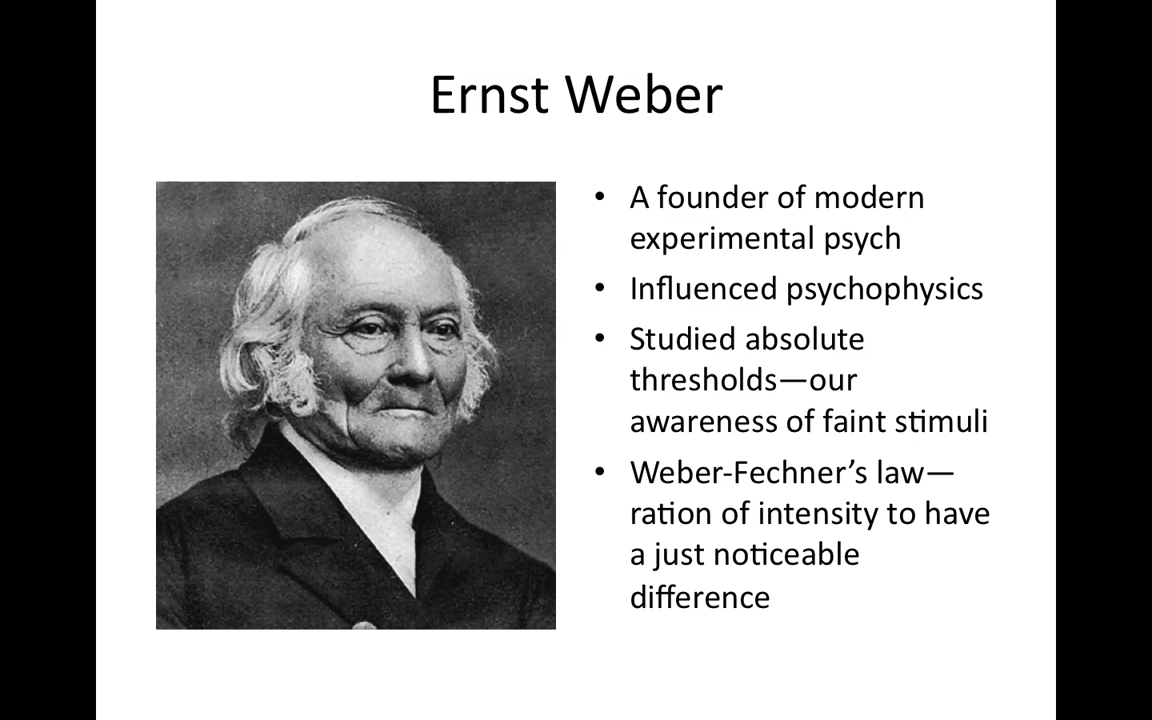 Ernst Weber
• A founder of modern
experimental psych
• Influenced psychophysics
• Studied absolute
thresholds—our
awareness of faint stimuli
• Weber-Fechner’s law—
ration of intensity to have
a just noticeable
difference